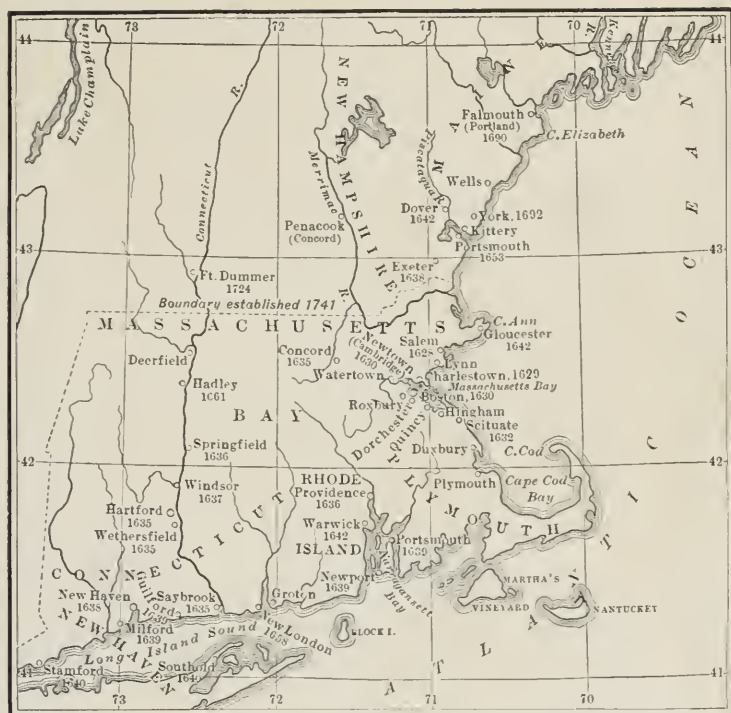 73 72 71 70
44 44
Lake Champlain
Connecticut R.
NEW HAMPSHIRE
Merrimac R.
Piscataqua R.
MAINE
R.
Falmouth
(Portland)
1690
C. Elizabeth
Wells
Dover
1642
York, 1692
Kittery
Portsmouth
1653
Penacook
(Concord)
43 43
Exeter
1638
Ft. Dummer
1724
Boundary established 1741
MASSACHUSETTS
BAY
C. Ann
Gloucester
1642
Salem
1628
Newtown
(Cambridge)
1630
Lynn
Concord
1635
Watertown
Charlestown, 1629
Massachusetts Bay
Boston, 1630
Roxbury
Dorchester
Quincy
Hingham
Scituate
1632
Deerfield
Hadley
1661
Springfield
1636
Duxbury
C. Cod
42 42
Plymouth
Cape Cod
Bay
PLYMOUTH
Windsor
1637
RHODE
ISLAND
Providence
1636
Hartford
1635
Wethersfield
1635
Warwick
1642
Portsmouth
1639
CONNECTICUT
Newport
1639
Narragansett
Bay
MARTHA'S
VINEYARD
NANTUCKET
New Haven
1638
Guilford
1639
Saybrook
1635
Groton
New London
1658
Milford
1639
NEW HAVEN
Long Island Sound
BLOCK I.
Stamford
1640
Southold
1640
41 41
ATLANTIC
OCEAN
73 72 71 70